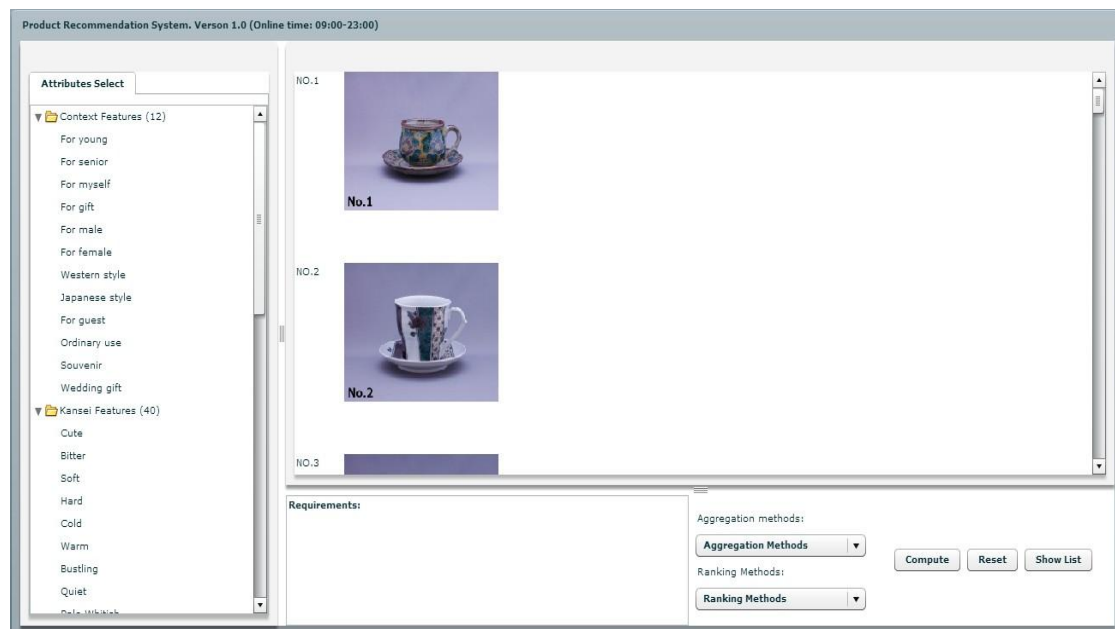 Product Recommendation System. Verson 1.0 (Online time: 09:00-23:00)
Attributes Select
Context Features (12)
For young
For senior
For myself
For gift
For male
For female
Western style
Japanese style
For guest
Ordinary use
Souvenir
Wedding gift
Kansei Features (40)
Cute
Bitter
Soft
Hard
Cold
Warm
Bustling
Quiet
Pale-Whitish
NO.1
No.1
NO.2
No.2
NO.3
Requirements:
Aggregation methods:
Aggregation Methods
Ranking Methods:
Ranking Methods
Compute
Reset
Show List